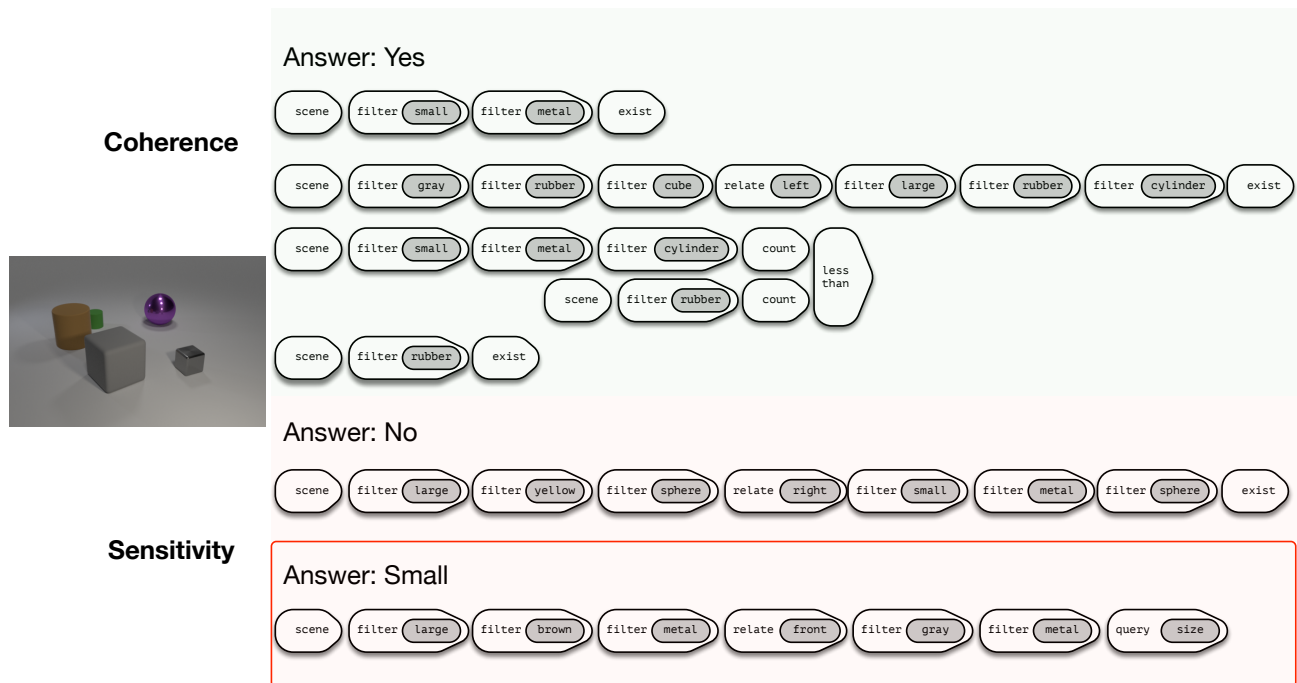 Coherence
Answer: Yes
scene filter small filter metal exist
scene filter gray filter rubber filter cube relate left filter large filter rubber filter cylinder exist
scene filter small filter metal filter cylinder count
less than
scene filter rubber count
scene filter rubber exist
Sensitivity
Answer: No
scene filter large filter yellow filter sphere relate right filter small filter metal filter sphere exist
Answer: Small
scene filter large filter brown filter metal relate front filter gray filter metal query size